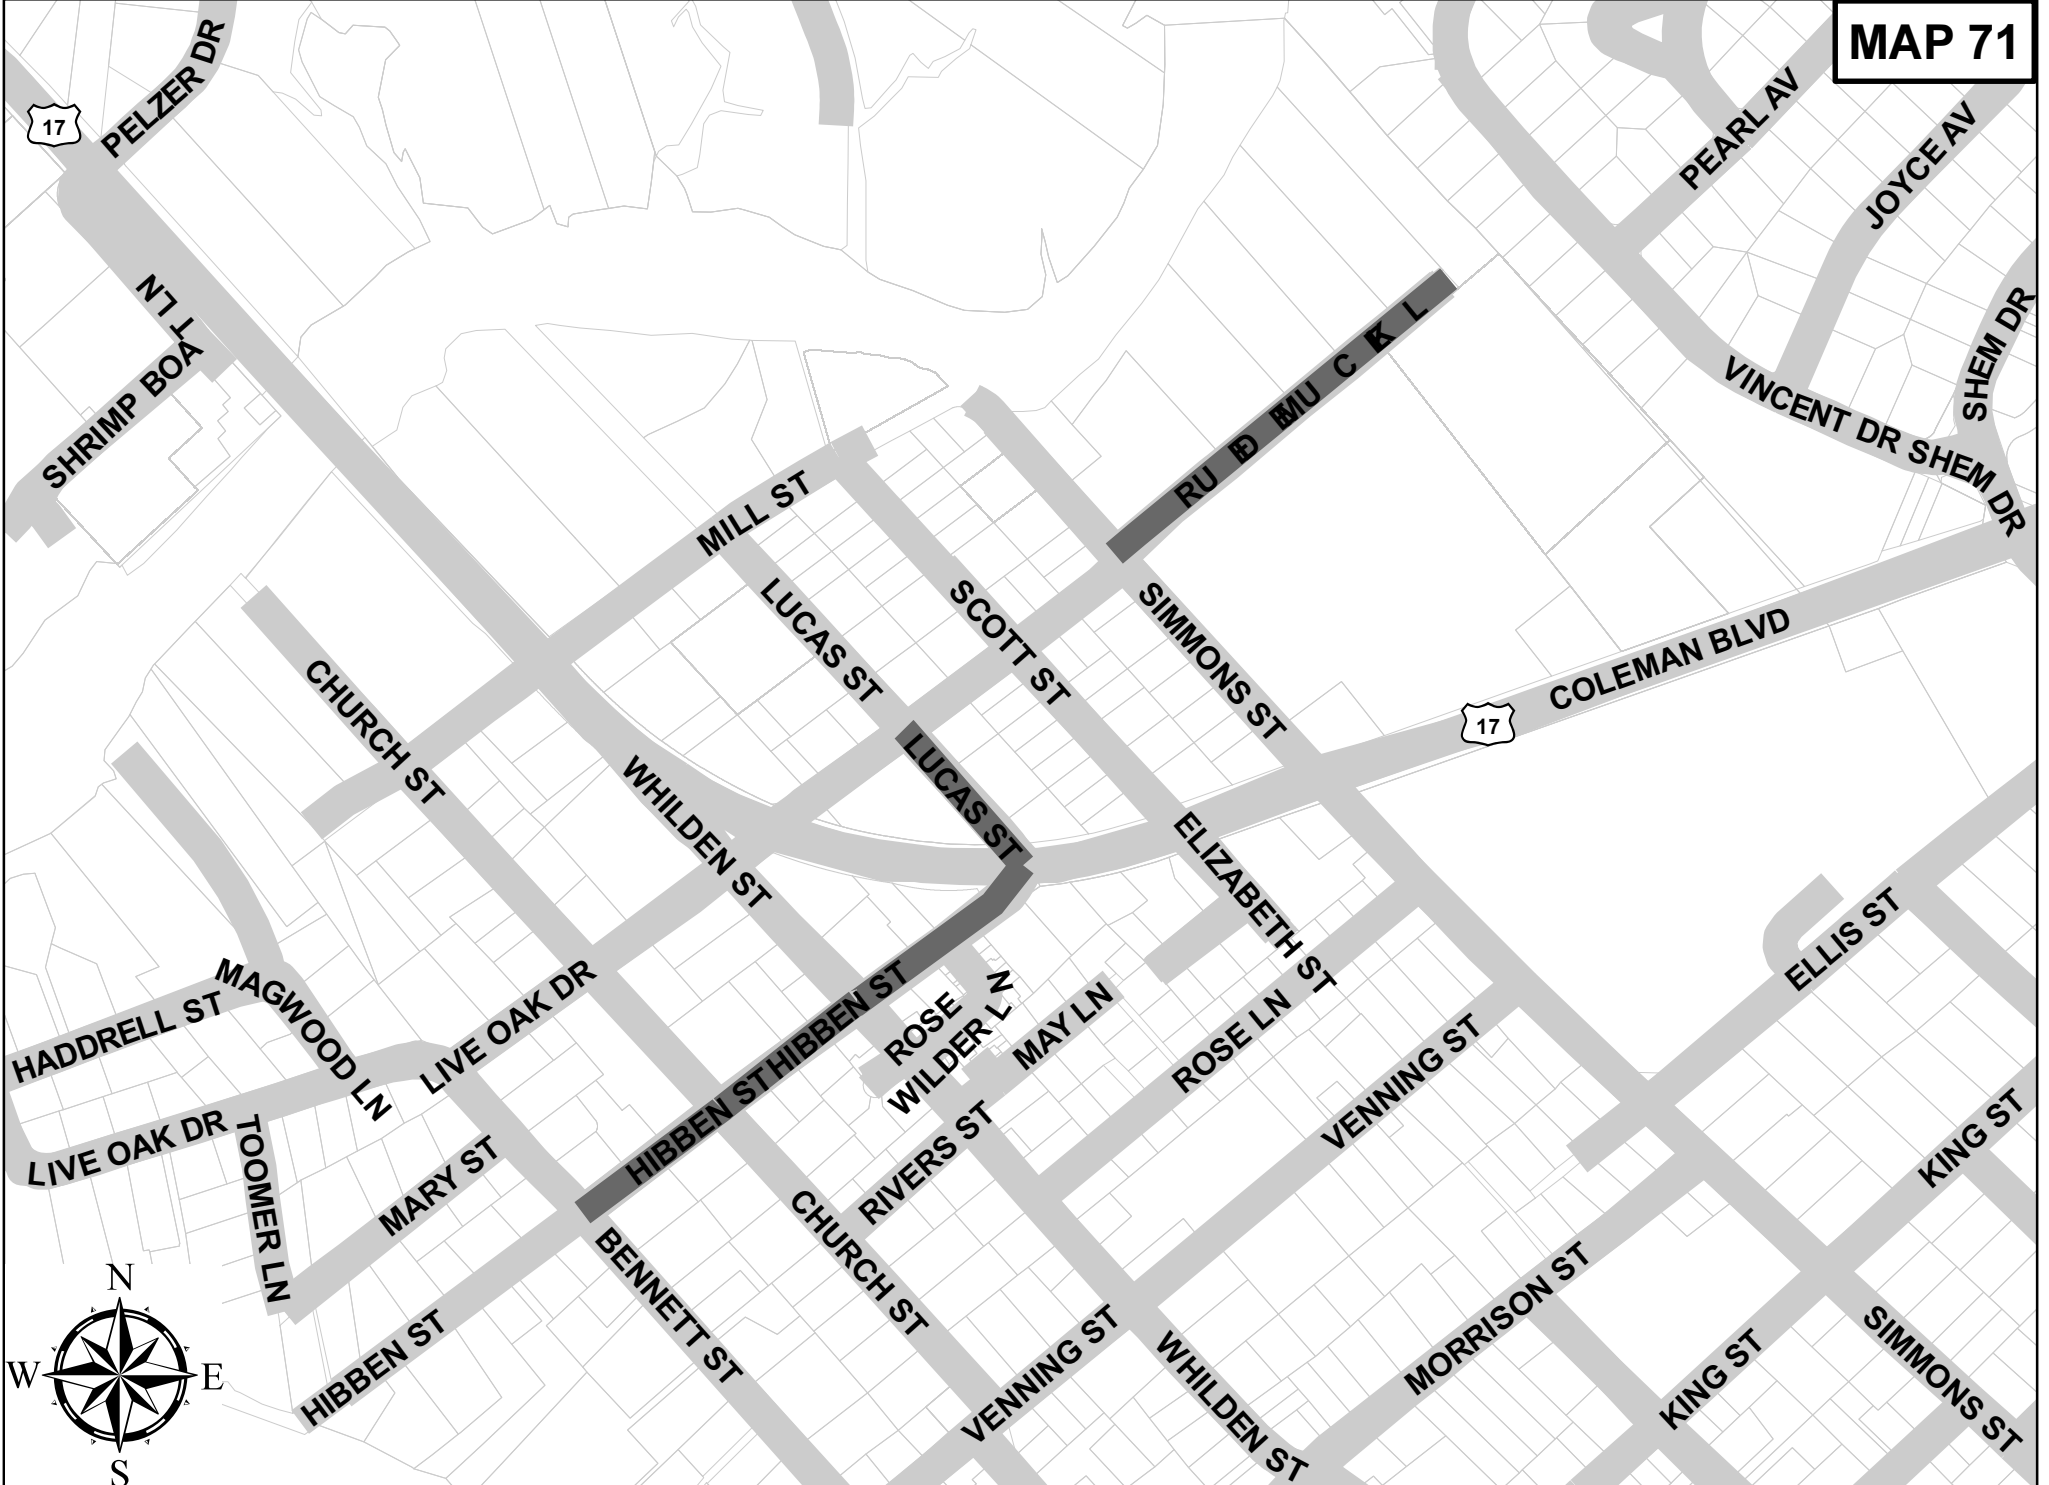 MAP 71
PELZER DR
17
PEARL AV
JOYCE AV
SHRIMP BOAT LN
SHEM DR
VINCENT DR
SHEM DR
MILL ST
LUCAS ST
SCOTT ST
SIMMONS ST
COLEMAN BLVD
17
CHURCH ST
WHILDEN ST
LUCAS ST
ELIZABETH ST
ELLIS ST
MAGWOOD LN
HADDRELL ST
LIVE OAK DR
LIVE OAK DR
HIBBEN ST
HIBBEN ST
ROSE
WILDER LN
MAY LN
ROSE LN
VENNING ST
TOOMER LN
MARY ST
RIVERS ST
KING ST
HIBBEN ST
BENNETT ST
CHURCH ST
VENNING ST
WHILDEN ST
MORRISON ST
KING ST
SIMMONS ST
N
W
E
S